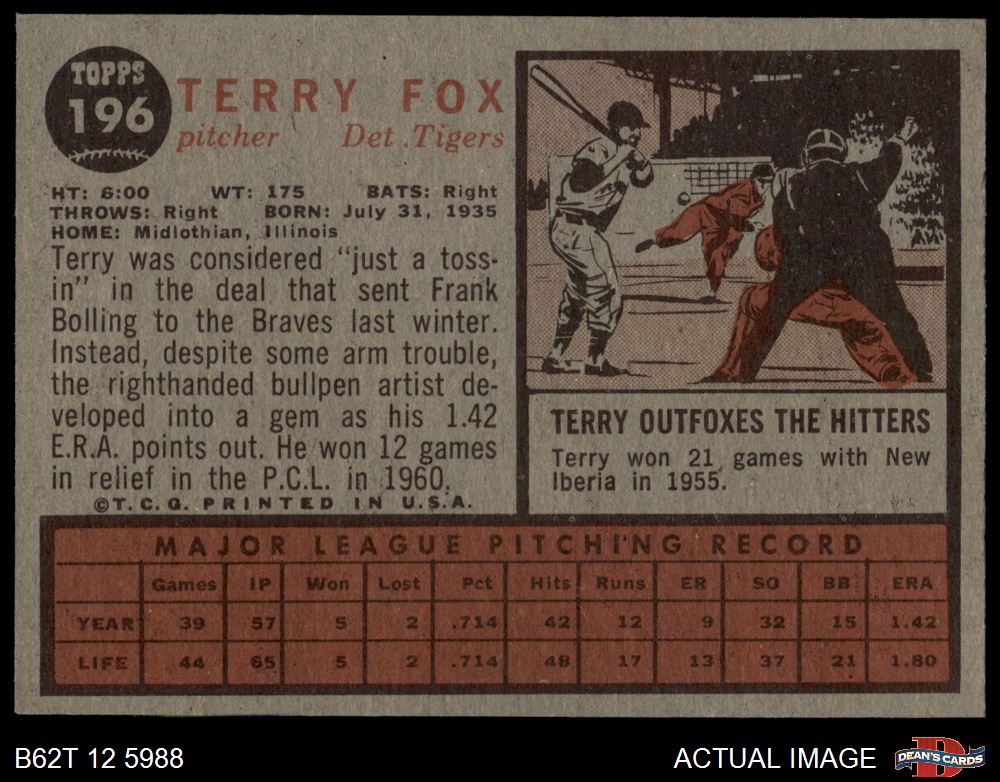 TOPPS
196
TERRY FOX
pitcher Det. Tigers
HT: 6:00 WT: 175 BATS: Right
THROWS: Right BORN: July 31, 1935
HOME: Midlothian, Illinois
Terry was considered "just a toss-
in" in the deal that sent Frank
Bolling to the Braves last winter.
Instead, despite some arm trouble,
the righthanded bullpen artist de-
veloped into a gem as his 1.42
E.R.A. points out. He won 12 games
in relief in the P.C.L. in 1960.
©T.C.G. PRINTED IN U.S.A.
TERRY OUTFOXES THE HITTERS
Terry won 21 games with New
Iberia in 1955.
MAJOR LEAGUE PITCHING RECORD
Games IP Won Lost Pct Hits Runs ER SO BB ERA
YEAR 39 57 5 2 .714 42 12 9 32 15 1.42
LIFE 44 65 5 2 .714 48 17 13 37 21 1.80
B62T 12 5988
ACTUAL IMAGE
D
DEAN'S CARDS